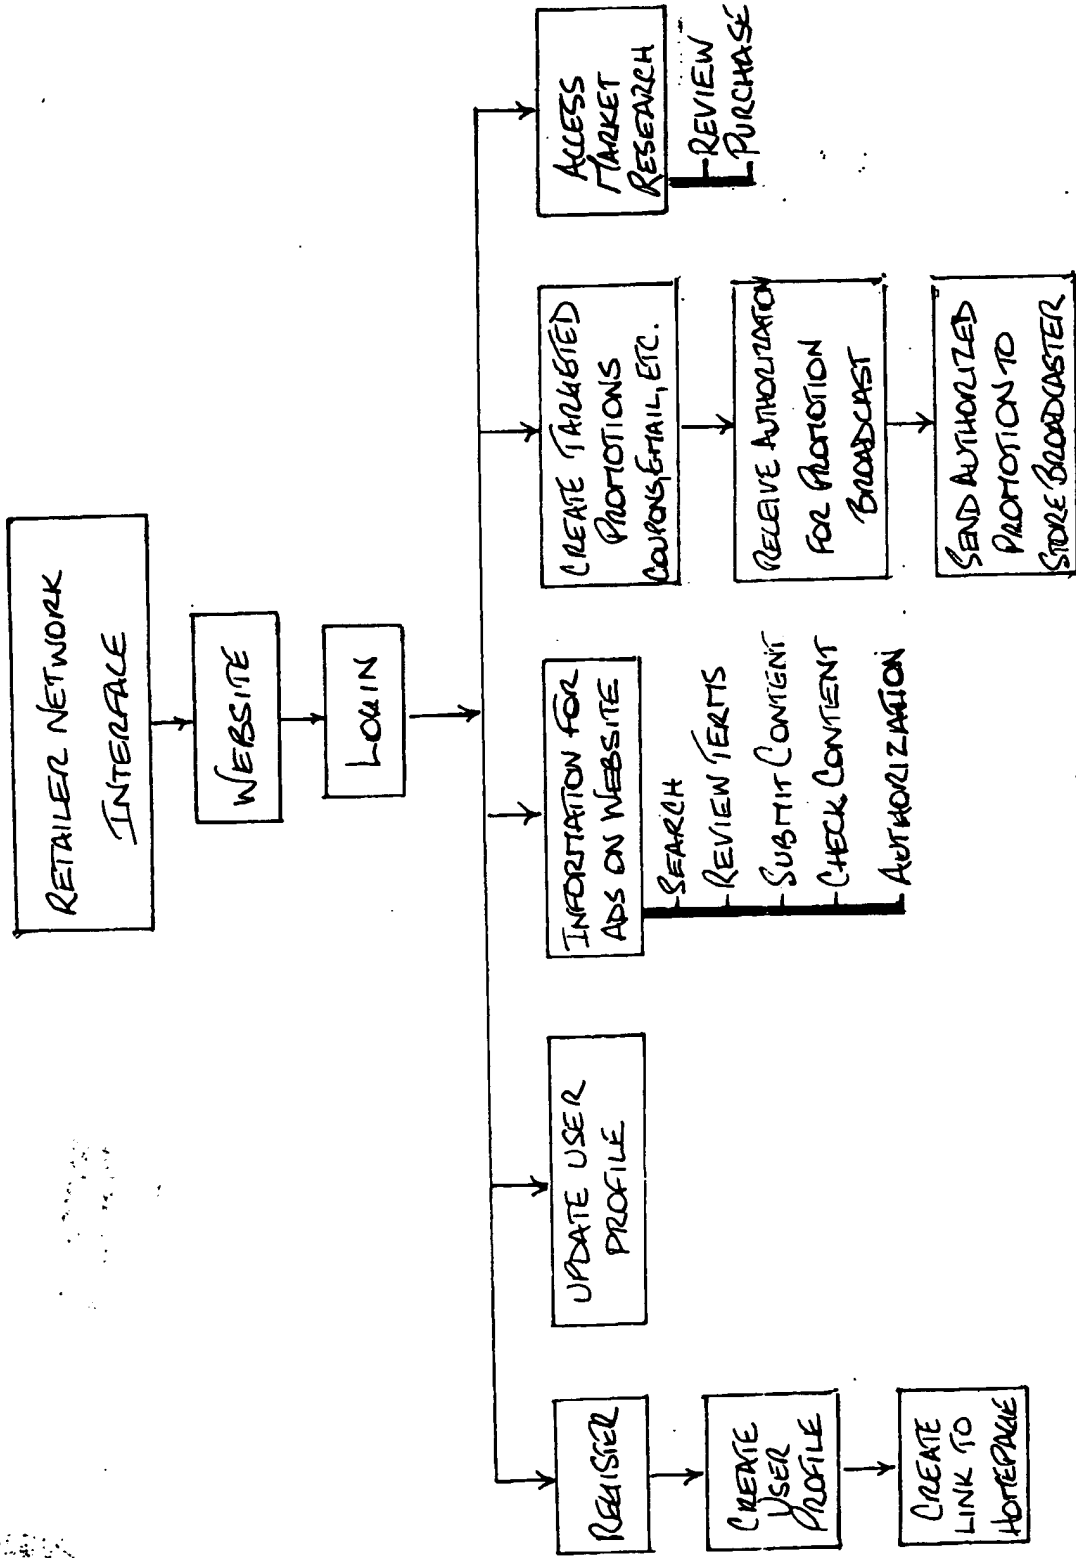 RETAILER NETWORK
INTERFACE
WEBSITE
LOGIN
REGISTER
CREATE
USER
PROFILE
CREATE
LINK TO
HOMEPAGE
UPDATE USER
PROFILE
INFORMATION FOR
ADS ON WEBSITE
SEARCH
REVIEW TERMS
SUBMIT CONTENT
CHECK CONTENT
AUTHORIZATION
CREATE TARGETED
PROMOTIONS
COUPONS, EMAIL, ETC.
RECEIVE AUTHORIZATION
FOR PROMOTION
BROADCAST
SEND AUTHORIZED
PROMOTION TO
STORE BROADCASTER
ACCESS
MARKET
RESEARCH
REVIEW
PURCHASE